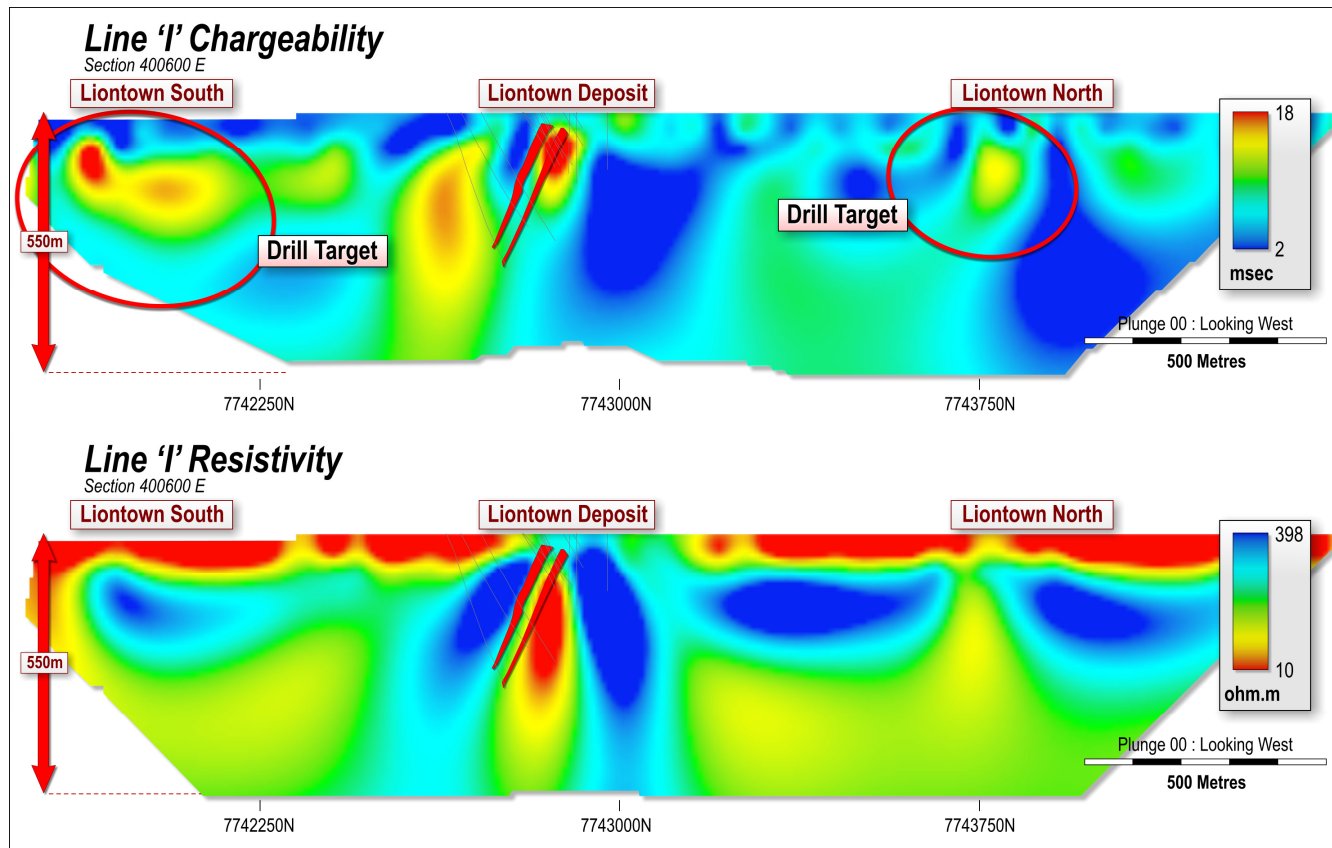 Line ‘I’ Chargeability
Section 400600 E
Liontown South
Liontown Deposit
Liontown North
18
2
msec
550m
Drill Target
Drill Target
Plunge 00 : Looking West
500 Metres
7742250N
7743000N
7743750N
Line ‘I’ Resistivity
Section 400600 E
Liontown South
Liontown Deposit
Liontown North
398
10
ohm.m
550m
Plunge 00 : Looking West
500 Metres
7742250N
7743000N
7743750N